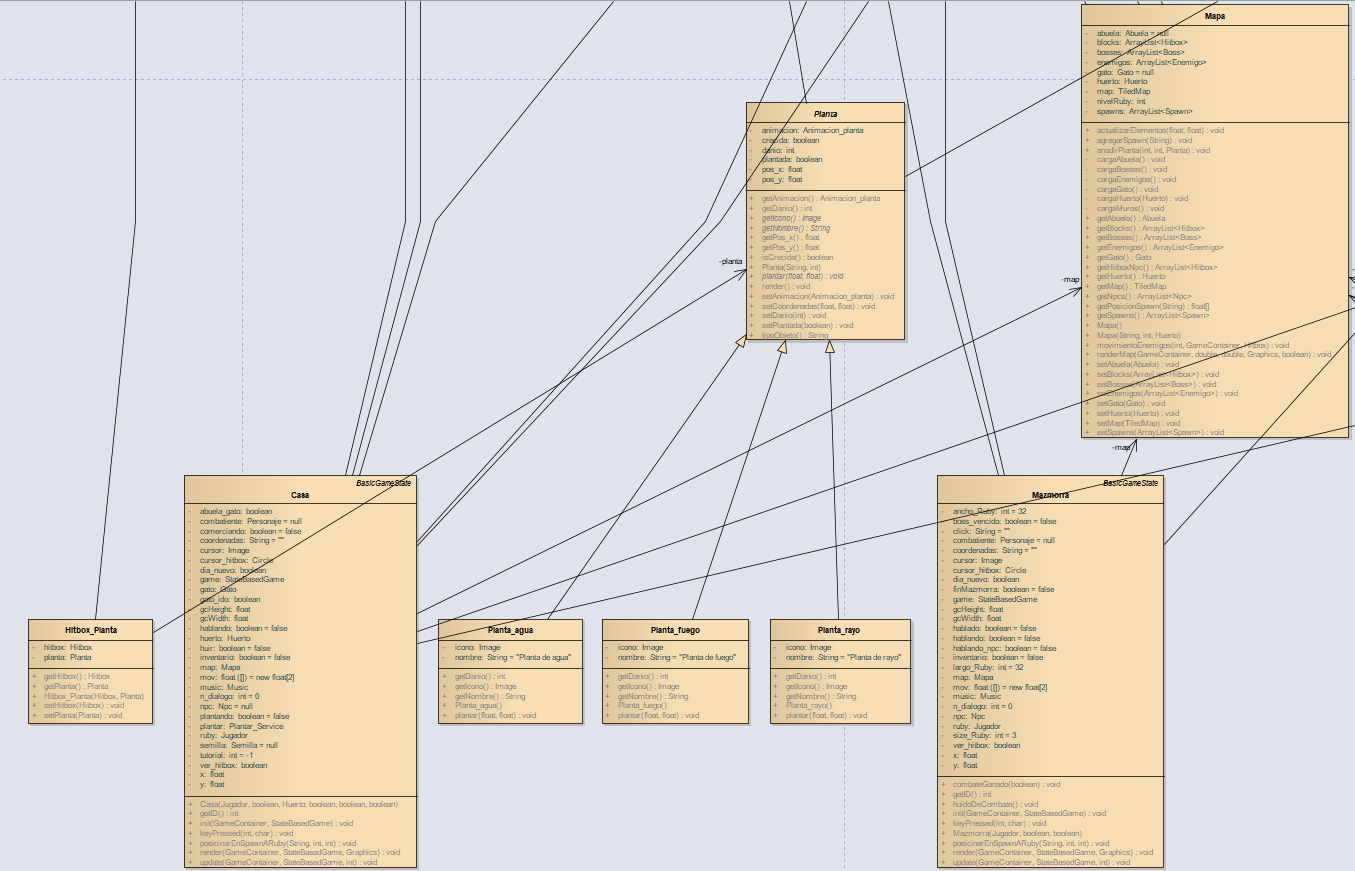 Mapa
- abuela: Abuela = null
- blocks: ArrayList<Hitbox>
- bosses: ArrayList<Boss>
- enemigos: ArrayList<Enemigo>
- gato: Gato = null
- huerto: Huerto
- map: TiledMap
- nivelRuby: int
- spawns: ArrayList<Spawn>
+ actualizarElementos(float, float) : void
+ agregarSpawn(String) : void
+ anadirPlanta(int, int, Planta) : void
- cargaAbuela() : void
- cargaBosses() : void
- cargaEnemigos() : void
- cargaGato() : void
- cargaHuerto(Huerto) : void
- cargaMuros() : void
+ getAbuela() : Abuela
+ getBlocks() : ArrayList<Hitbox>
+ getBosses() : ArrayList<Boss>
+ getEnemigos() : ArrayList<Enemigo>
+ getGato() : Gato
+ getHitboxNpc() : ArrayList<Hitbox>
+ getHuerto() : Huerto
+ getMap() : TiledMap
+ getNpcs() : ArrayList<Npc>
+ getPosicionSpawn(String) : float[]
+ getSpawns() : ArrayList<Spawn>
+ Mapa()
+ Mapa(String, int, Huerto)
+ movimientoEnemigos(int, GameContainer, Hitbox) : void
+ renderMap(GameContainer, double, double, Graphics, boolean) : void
+ setAbuela(Abuela) : void
+ setBlocks(ArrayList<Hitbox>) : void
+ setBosses(ArrayList<Boss>) : void
+ setEnemigos(ArrayList<Enemigo>) : void
+ setGato(Gato) : void
+ setHuerto(Huerto) : void
+ setMap(TiledMap) : void
+ setSpawns(ArrayList<Spawn>) : void
Planta
- animacion: Animacion_planta
- crecida: boolean
- danio: int
- plantada: boolean
pos_x: float
pos_y: float
+ getAnimacion() : Animacion_planta
+ getDanio() : int
+ getIcono() : Image
+ getNombre() : String
+ getPos_x() : float
+ getPos_y() : float
+ isCrecida() : boolean
+ Planta(String, int)
+ plantar(float, float) : void
+ render() : void
+ setAnimacion(Animacion_planta) : void
+ setCoordenadas(float, float) : void
+ setDanio(int) : void
+ setPlantada(boolean) : void
+ tipoObjeto() : String
-planta
-map
-map
BasicGameState
Casa
- abuela_gato: boolean
- combatiente: Personaje = null
- comerciando: boolean = false
- coordenadas: String = ""
- cursor: Image
- cursor_hitbox: Circle
- dia_nuevo: boolean
- game: StateBasedGame
- gato: Gato
- gato_ido: boolean
- gcHeight: float
- gcWidth: float
- hablando: boolean = false
- huerto: Huerto
- huir: boolean = false
- inventario: boolean = false
- map: Mapa
- mov: float ([]) = new float[2]
- music: Music
- n_dialogo: int = 0
- npc: Npc = null
- plantando: boolean = false
- plantar: Plantar_Service
- ruby: Jugador
- semilla: Semilla = null
- tutorial: int = -1
- ver_hitbox: boolean
- x: float
- y: float
+ Casa(Jugador, boolean, Huerto, boolean, boolean, boolean)
+ getID() : int
+ init(GameContainer, StateBasedGame) : void
+ keyPressed(int, char) : void
+ posicinarEnSpawnARuby(String, int, int) : void
+ render(GameContainer, StateBasedGame, Graphics) : void
+ update(GameContainer, StateBasedGame, int) : void
BasicGameState
Mazmorra
- ancho_Ruby: int = 32
- boss_vencido: boolean = false
- click: String = ""
- combatiente: Personaje = null
- coordenadas: String = ""
- cursor: Image
- cursor_hitbox: Circle
- dia_nuevo: boolean
- finMazmorra: boolean = false
- game: StateBasedGame
- gcHeight: float
- gcWidth: float
- hablado: boolean = false
- hablando: boolean = false
- hablando_npc: boolean = false
- inventario: boolean = false
- largo_Ruby: int = 32
- map: Mapa
- mov: float ([]) = new float[2]
- music: Music
- n_dialogo: int = 0
- npc: Npc
- ruby: Jugador
- size_Ruby: int = 3
- ver_hitbox: boolean
- x: float
- y: float
+ combateGanado(boolean) : void
+ getID() : int
+ huidoDeCombate() : void
+ init(GameContainer, StateBasedGame) : void
+ keyPressed(int, char) : void
+ Mazmorra(Jugador, boolean, boolean)
+ posicinarEnSpawnARuby(String, int, int) : void
+ render(GameContainer, StateBasedGame, Graphics) : void
+ update(GameContainer, StateBasedGame, int) : void
Hitbox_Planta
- hitbox: Hitbox
- planta: Planta
+ getHitbox() : Hitbox
+ getPlanta() : Planta
+ Hitbox_Planta(Hitbox, Planta)
+ setHitbox(Hitbox) : void
+ setPlanta(Planta) : void
Planta_agua
- icono: Image
- nombre: String = "Planta de agua"
+ getDanio() : int
+ getIcono() : Image
+ getNombre() : String
+ Planta_agua()
+ plantar(float, float) : void
Planta_fuego
- icono: Image
- nombre: String = "Planta de fuego"
+ getDanio() : int
+ getIcono() : Image
+ getNombre() : String
+ Planta_fuego()
+ plantar(float, float) : void
Planta_rayo
- icono: Image
- nombre: String = "Planta de rayo"
+ getDanio() : int
+ getIcono() : Image
+ getNombre() : String
+ Planta_rayo()
+ plantar(float, float) : void